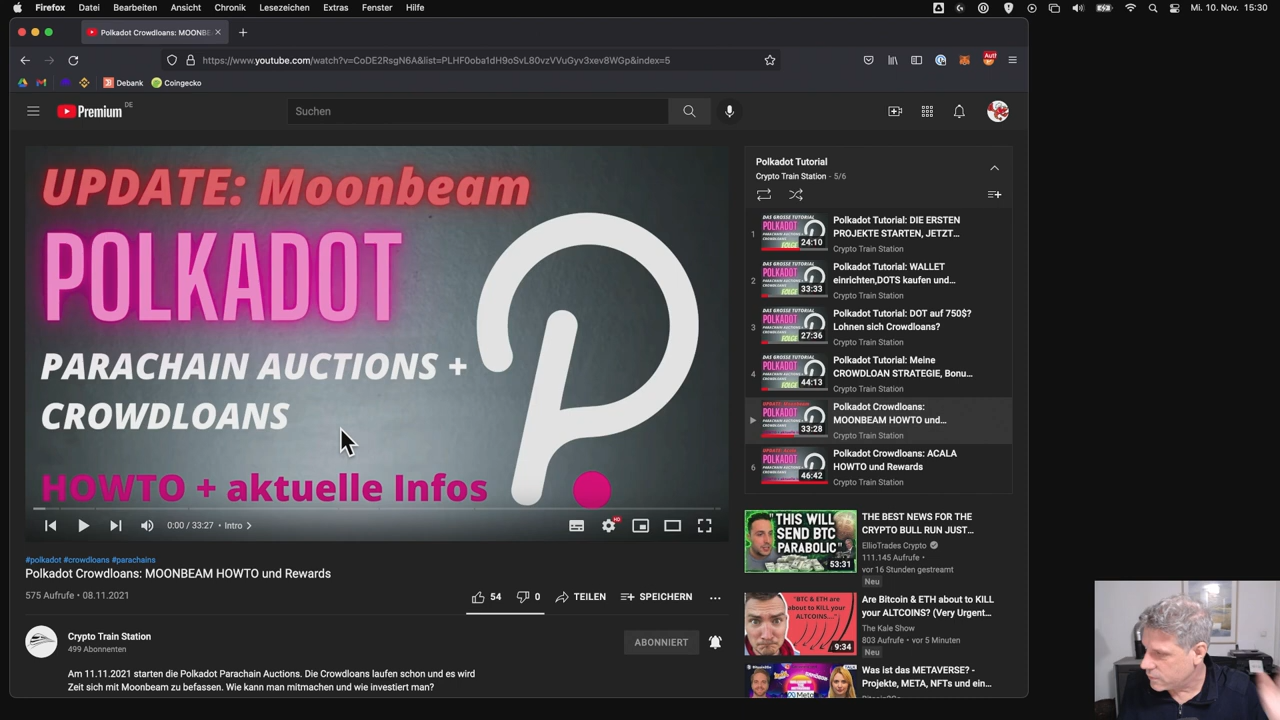 Firefox Datei Bearbeiten Ansicht Chronik Lesezeichen Extras Fenster Hilfe Mi. 10. Nov. 15:30
Polkadot Crowdloans: MOONBE
https://www.youtube.com/watch?v=CoDE2RsgN6A&list=PLHF0oba1dH9oSvL80vzVVuGyv3xev8WGp&index=5
Debank Coingecko
Premium DE
Suchen
UPDATE: Moonbeam
POLKADOT
PARACHAIN AUCTIONS +
CROWDLOANS
HOWTO + aktuelle Infos
0:00 / 33:27 • Intro
HD
#polkadot #crowdloans #parachains
Polkadot Crowdloans: MOONBEAM HOWTO und Rewards
575 Aufrufe • 08.11.2021
54 0 TEILEN SPEICHERN
Crypto Train Station
499 Abonnenten
ABONNIERT
Am 11.11.2021 starten die Polkadot Parachain Auctions. Die Crowdloans laufen schon und es wird
Zeit sich mit Moonbeam zu befassen. Wie kann man mitmachen und wie investiert man?
Polkadot Tutorial
Crypto Train Station - 5/6
1
24:10
Polkadot Tutorial: DIE ERSTEN
PROJEKTE STARTEN, JETZT...
Crypto Train Station
2
33:33
Polkadot Tutorial: WALLET
einrichten,DOTS kaufen und...
Crypto Train Station
3
27:36
Polkadot Tutorial: DOT auf 750$?
Lohnen sich Crowdloans?
Crypto Train Station
4
44:13
Polkadot Tutorial: Meine
CROWDLOAN STRATEGIE, Bonu...
Crypto Train Station
33:28
Polkadot Crowdloans:
MOONBEAM HOWTO und...
Crypto Train Station
6
46:42
Polkadot Crowdloans: ACALA
HOWTO und Rewards
Crypto Train Station
"THIS WILL
SEND BTC
PARABOLIC"
53:31
THE BEST NEWS FOR THE
CRYPTO BULL RUN JUST...
EllioTrades Crypto
111.145 Aufrufe •
vor 16 Stunden gestreamt
Neu
"BTC & ETH are
about to KILL your
ALTCOINS?
9:34
Are Bitcoin & ETH about to KILL
your ALTCOINS? (Very Urgent...
The Kale Show
803 Aufrufe • vor 5 Minuten
Neu
Was ist das METAVERSE? -
Projekte, META, NFTs und ein...